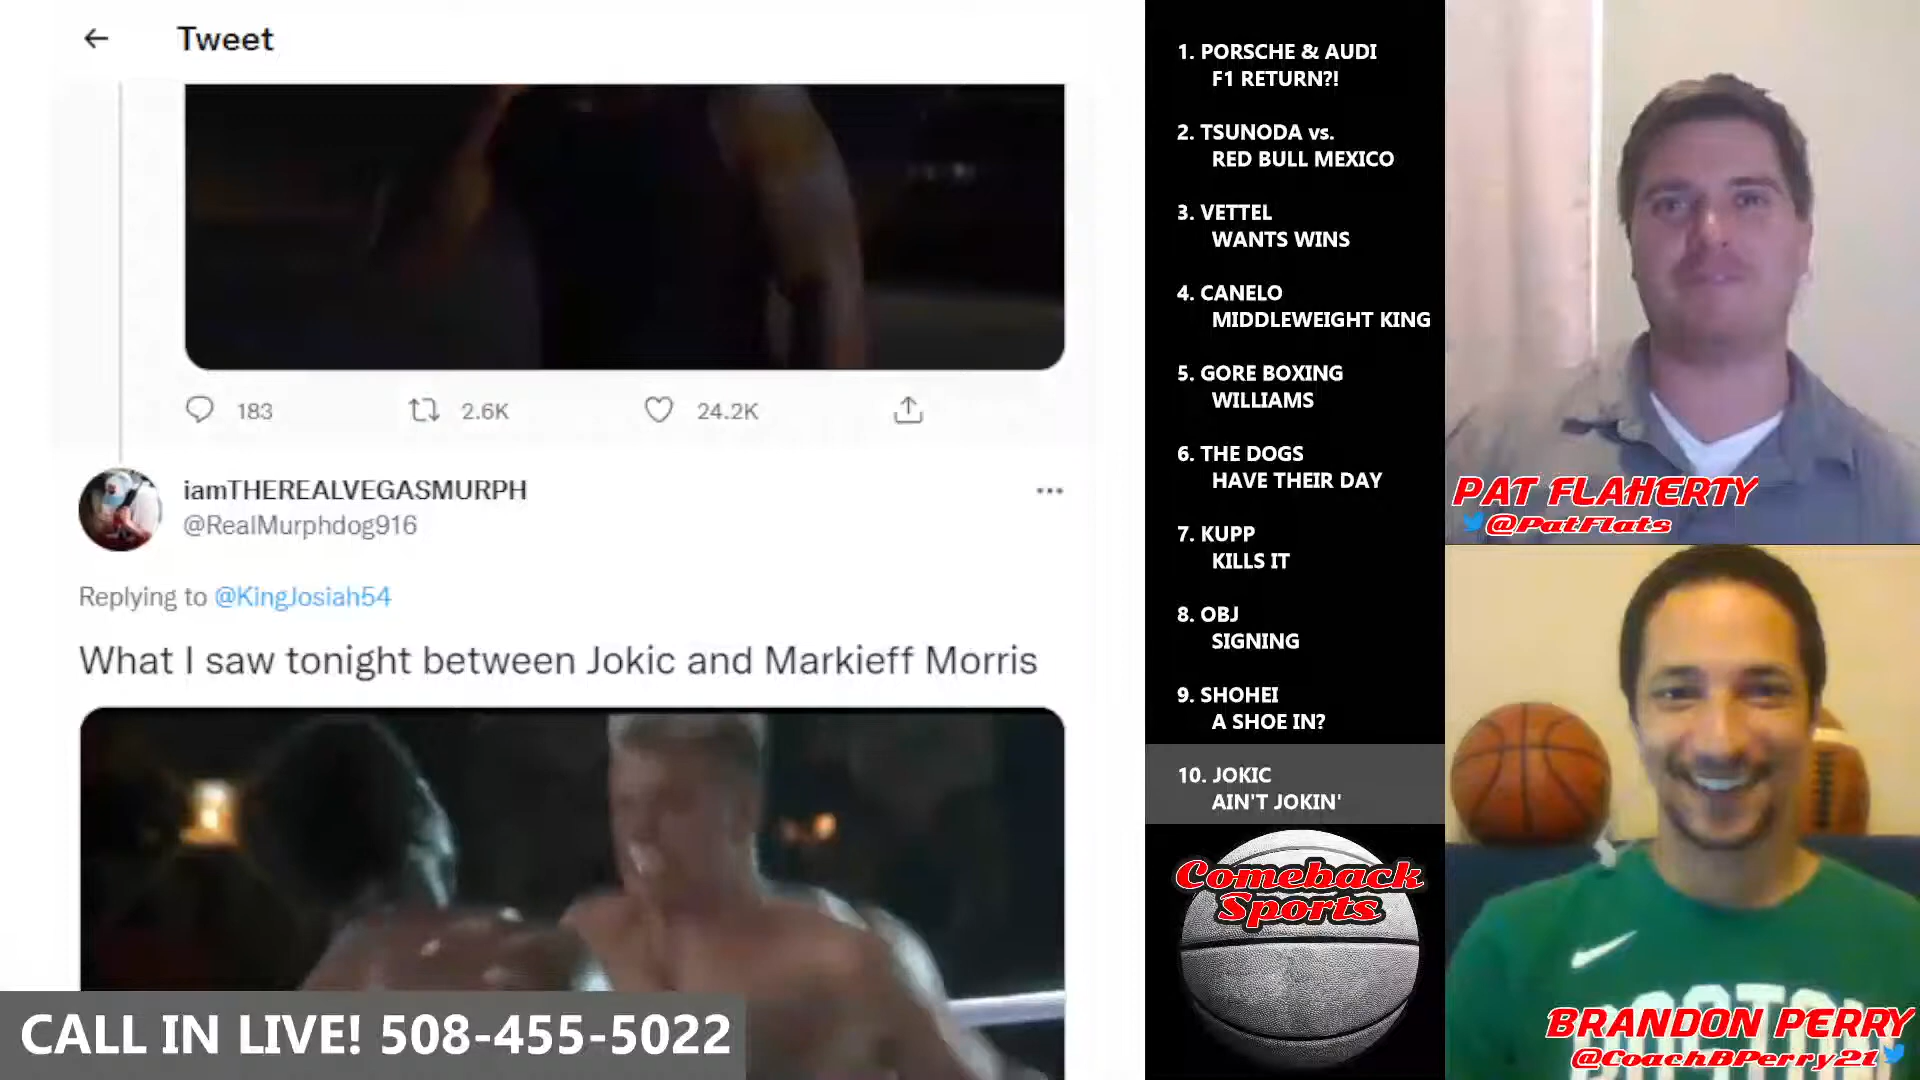 Tweet
183
2.6K
24.2K
iamTHEREALVEGASMURPH
@RealMurphdog916
Replying to @KingJosiah54
What I saw tonight between Jokic and Markieff Morris
CALL IN LIVE! 508-455-5022
1. PORSCHE & AUDI
F1 RETURN?!
2. TSUNODA vs.
RED BULL MEXICO
3. VETTEL
WANTS WINS
4. CANELO
MIDDLEWEIGHT KING
5. GORE BOXING
WILLIAMS
6. THE DOGS
HAVE THEIR DAY
7. KUPP
KILLS IT
8. OBJ
SIGNING
9. SHOHEI
A SHOE IN?
10. JOKIC
AIN'T JOKIN'
Comeback
Sports
PAT FLAHERTY
@PatFlats
BOSTON
BRANDON PERRY
@CoachBPerry21